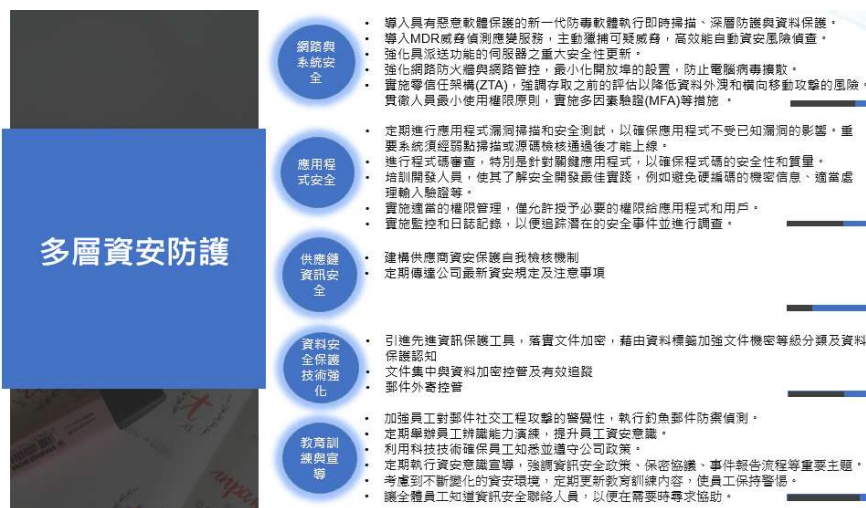 多層資安防護
網路與
系統安
全
• 導入具有惡意軟體保護的新一代防毒軟體執行即時掃描、深層防護與資料保護。
• 導入MDR威脅偵測應變服務，主動獵捕可疑威脅，高效能自動資安風險偵查。
• 強化具派送功能的伺服器之重大安全性更新。
• 強化網路防火牆與網路管控，最小化開放埠的設置，防止電腦病毒擴散。
• 實施零信任架構(ZTA)，強調存取之前的評估以降低資料外洩和橫向移動攻擊的風險。
貫徹人員最小使用權限原則，實施多因素驗證(MFA)等措施。
應用程
式安全
• 定期進行應用程式漏洞掃描和安全測試，以確保應用程式不受已知漏洞的影響。重
要系統須經弱點掃描或源碼檢核通過後才能上線。
• 進行程式碼審查，特別是針對關鍵應用程式，以確保程式碼的安全性和質量。
• 培訓開發人員，使其了解安全開發最佳實踐，例如避免硬編碼的機密信息、適當處
理輸入驗證等。
• 實施適當的權限管理，僅允許授予必要的權限給應用程式和用戶。
• 實施監控和日誌記錄，以便追踪潛在的安全事件並進行調查。
供應鏈
資訊安
全
• 建構供應商資安保護自我檢核機制
• 定期傳達公司最新資安規定及注意事項
資料安
全保護
技術強
化
• 引進先進資訊保護工具，落實文件加密，藉由資料標籤加強文件機密等級分類及資料
保護認知
• 文件集中與資料加密控管及有效追蹤
• 郵件外寄控管
教育訓
練與宣
導
• 加強員工對郵件社交工程攻擊的警覺性，執行釣魚郵件防禦偵測。
• 定期舉辦員工辨識能力演練，提升員工資安意識。
• 利用科技技術確保員工知悉並遵守公司政策。
• 定期執行資安意識宣導，強調資訊安全政策、保密協議、事件報告流程等重要主題。
• 考慮到不斷變化的資安環境，定期更新教育訓練內容，使員工保持警惕。
• 讓全體員工知道資訊安全聯絡人員，以便在需要時尋求協助。